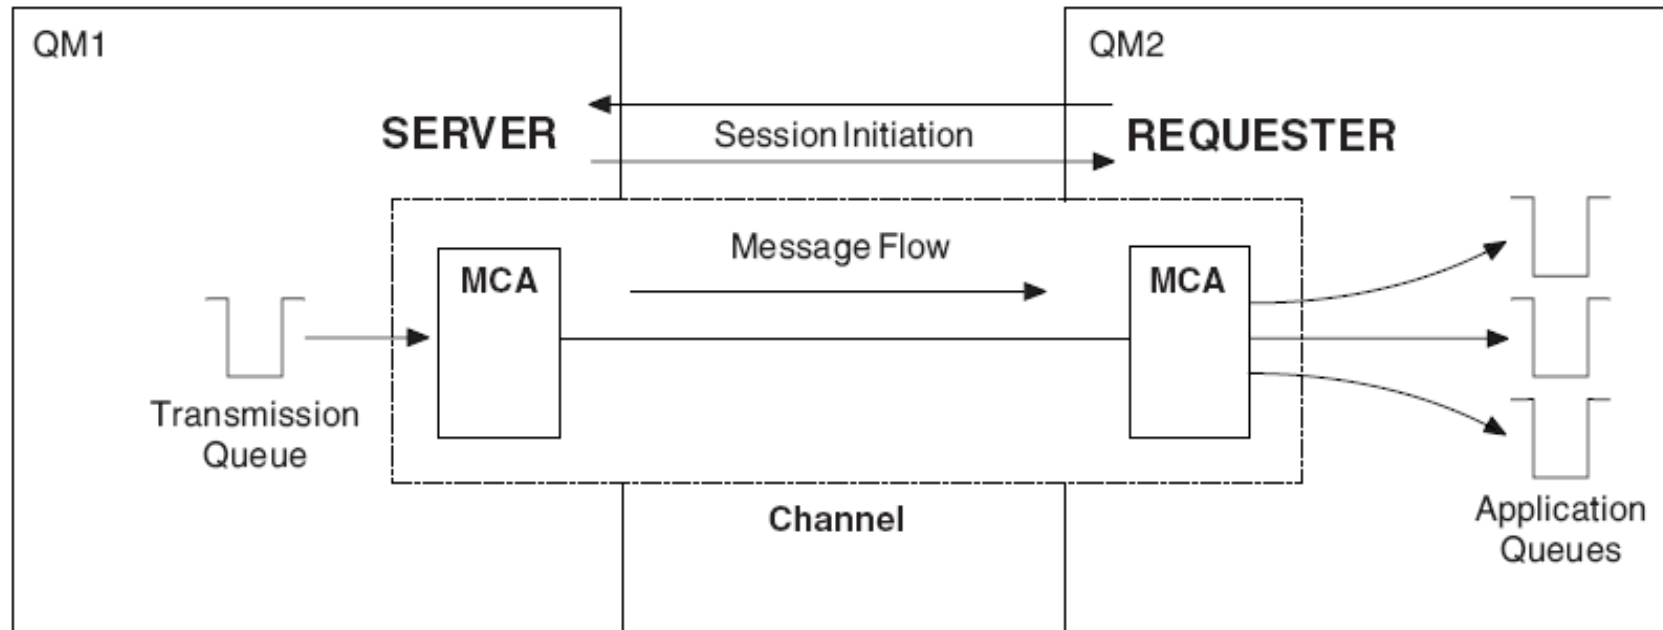 QM1
QM2
SERVER
Session Initiation
REQUESTER
Message Flow
MCA
MCA
Transmission
Queue
Channel
Application
Queues